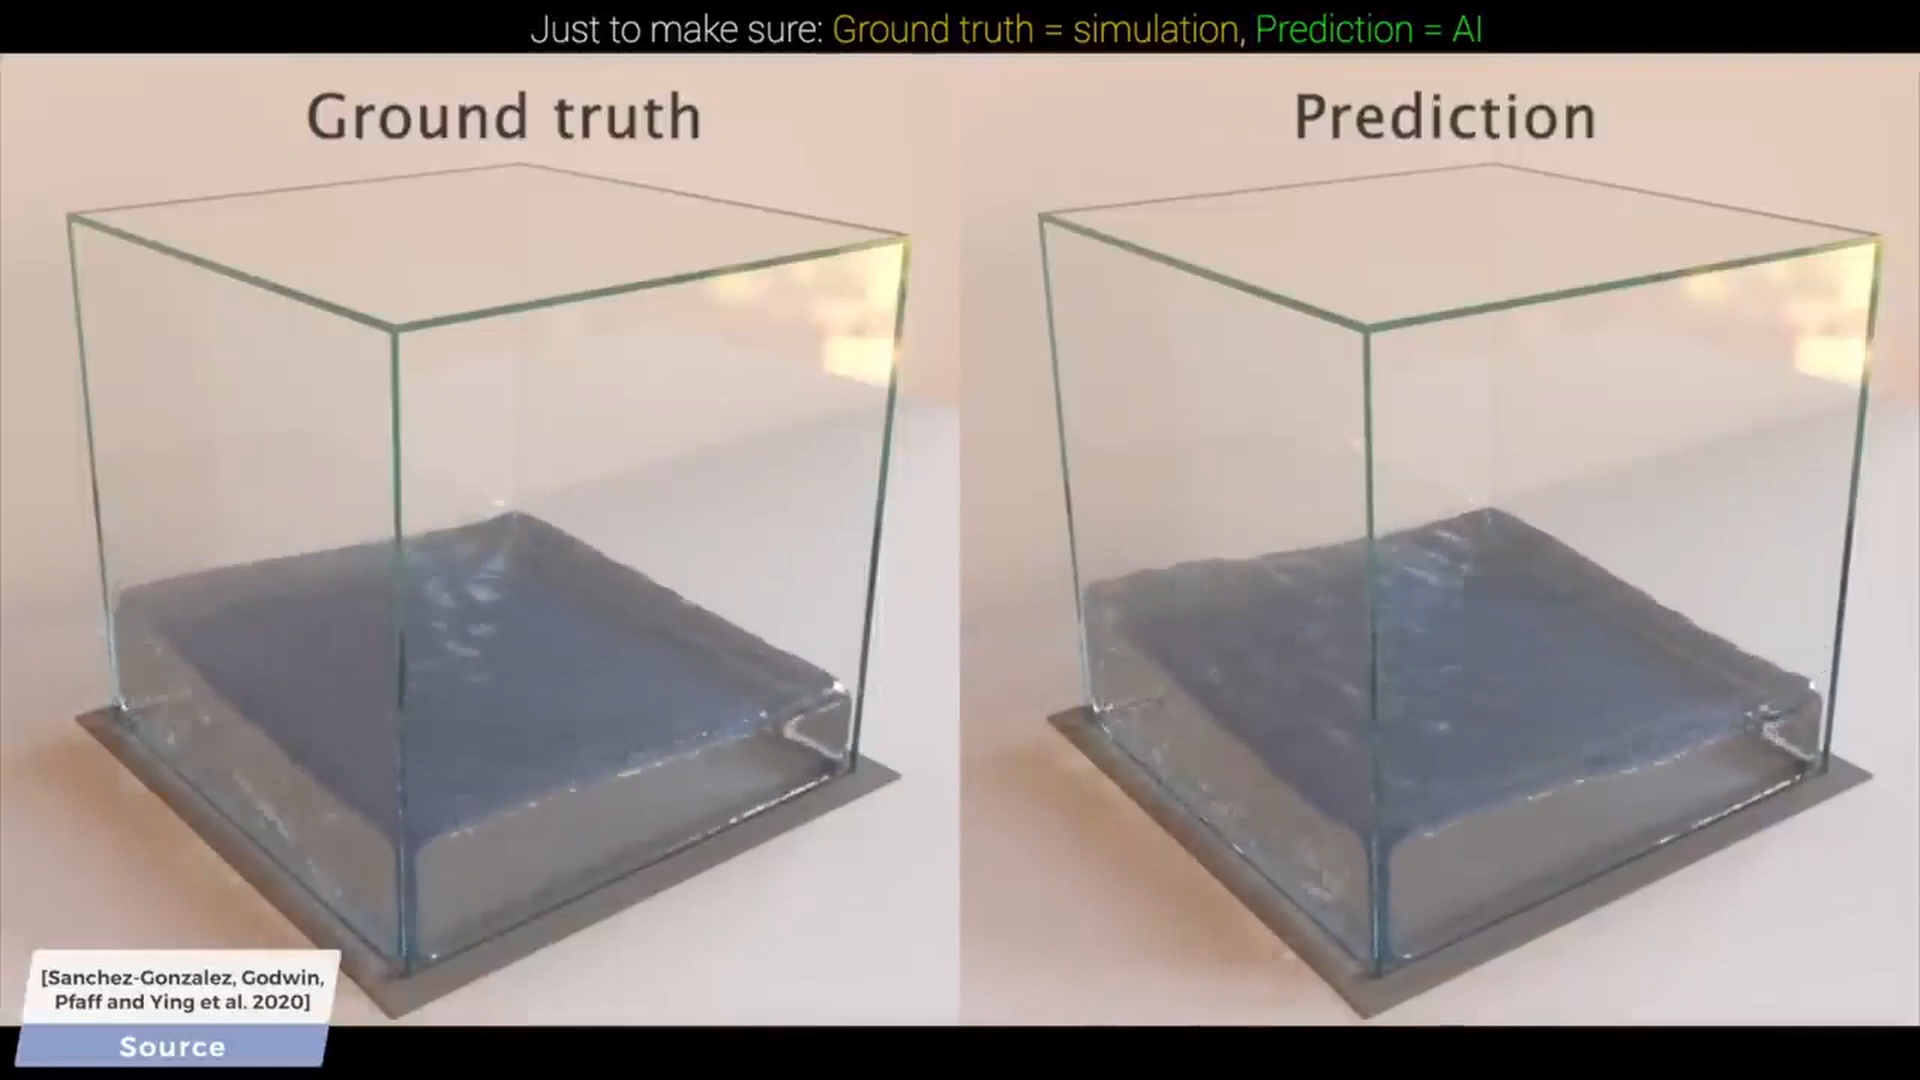 Just to make sure: Ground truth = simulation, Prediction = AI
Ground truth
Prediction
[Sanchez-Gonzalez, Godwin,
Pfaff and Ying et al. 2020]
Source